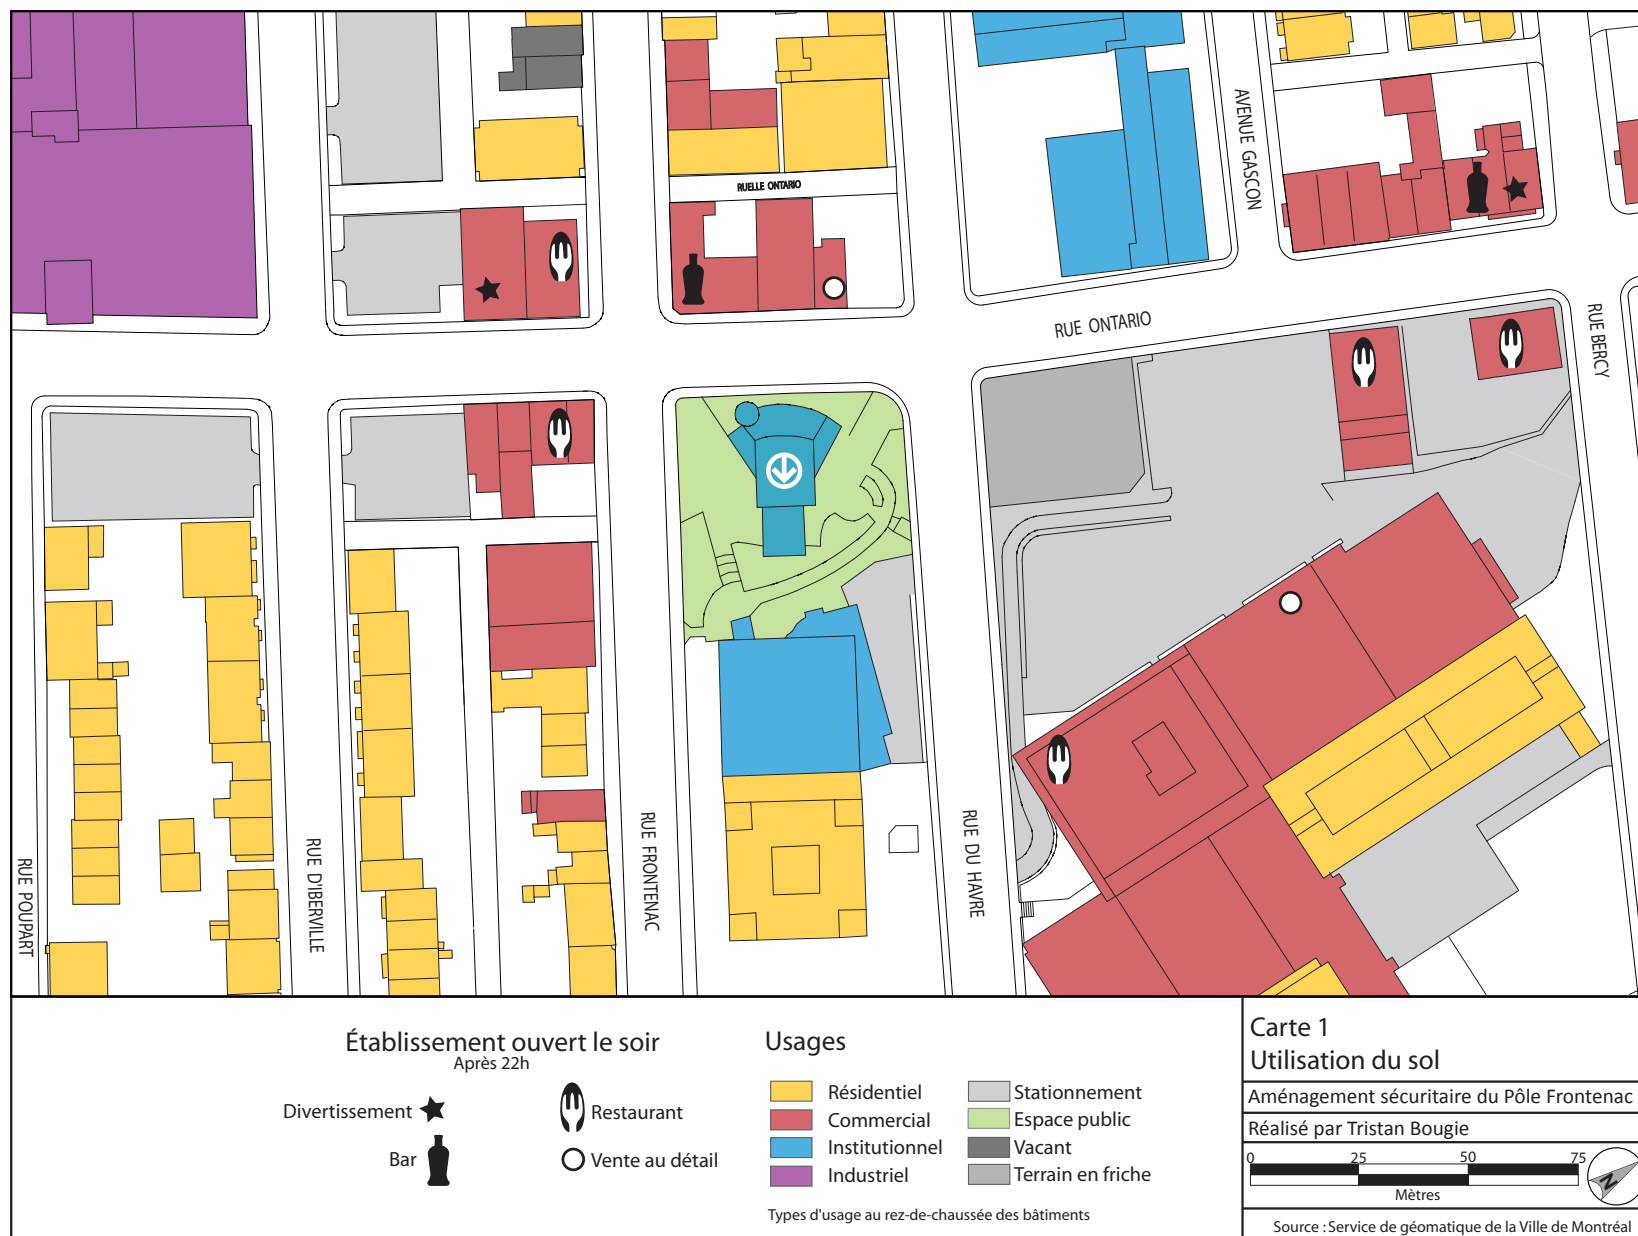 RUELLE ONTARIO
AVENUE GASCON
RUE ONTARIO
RUE BERCY
RUE POUPART
RUE D'IBERVILLE
RUE FRONTENAC
RUE DU HAVRE
Établissement ouvert le soir
Après 22h
Divertissement
Restaurant
Bar
Vente au détail
Usages
Résidentiel
Commercial
Institutionnel
Industriel
Stationnement
Espace public
Vacant
Terrain en friche
Types d'usage au rez-de-chaussée des bâtiments
Carte 1
Utilisation du sol
Aménagement sécuritaire du Pôle Frontenac
Réalisé par Tristan Bougie
0 25 50 75
Mètres
N
Source : Service de géomatique de la Ville de Montréal